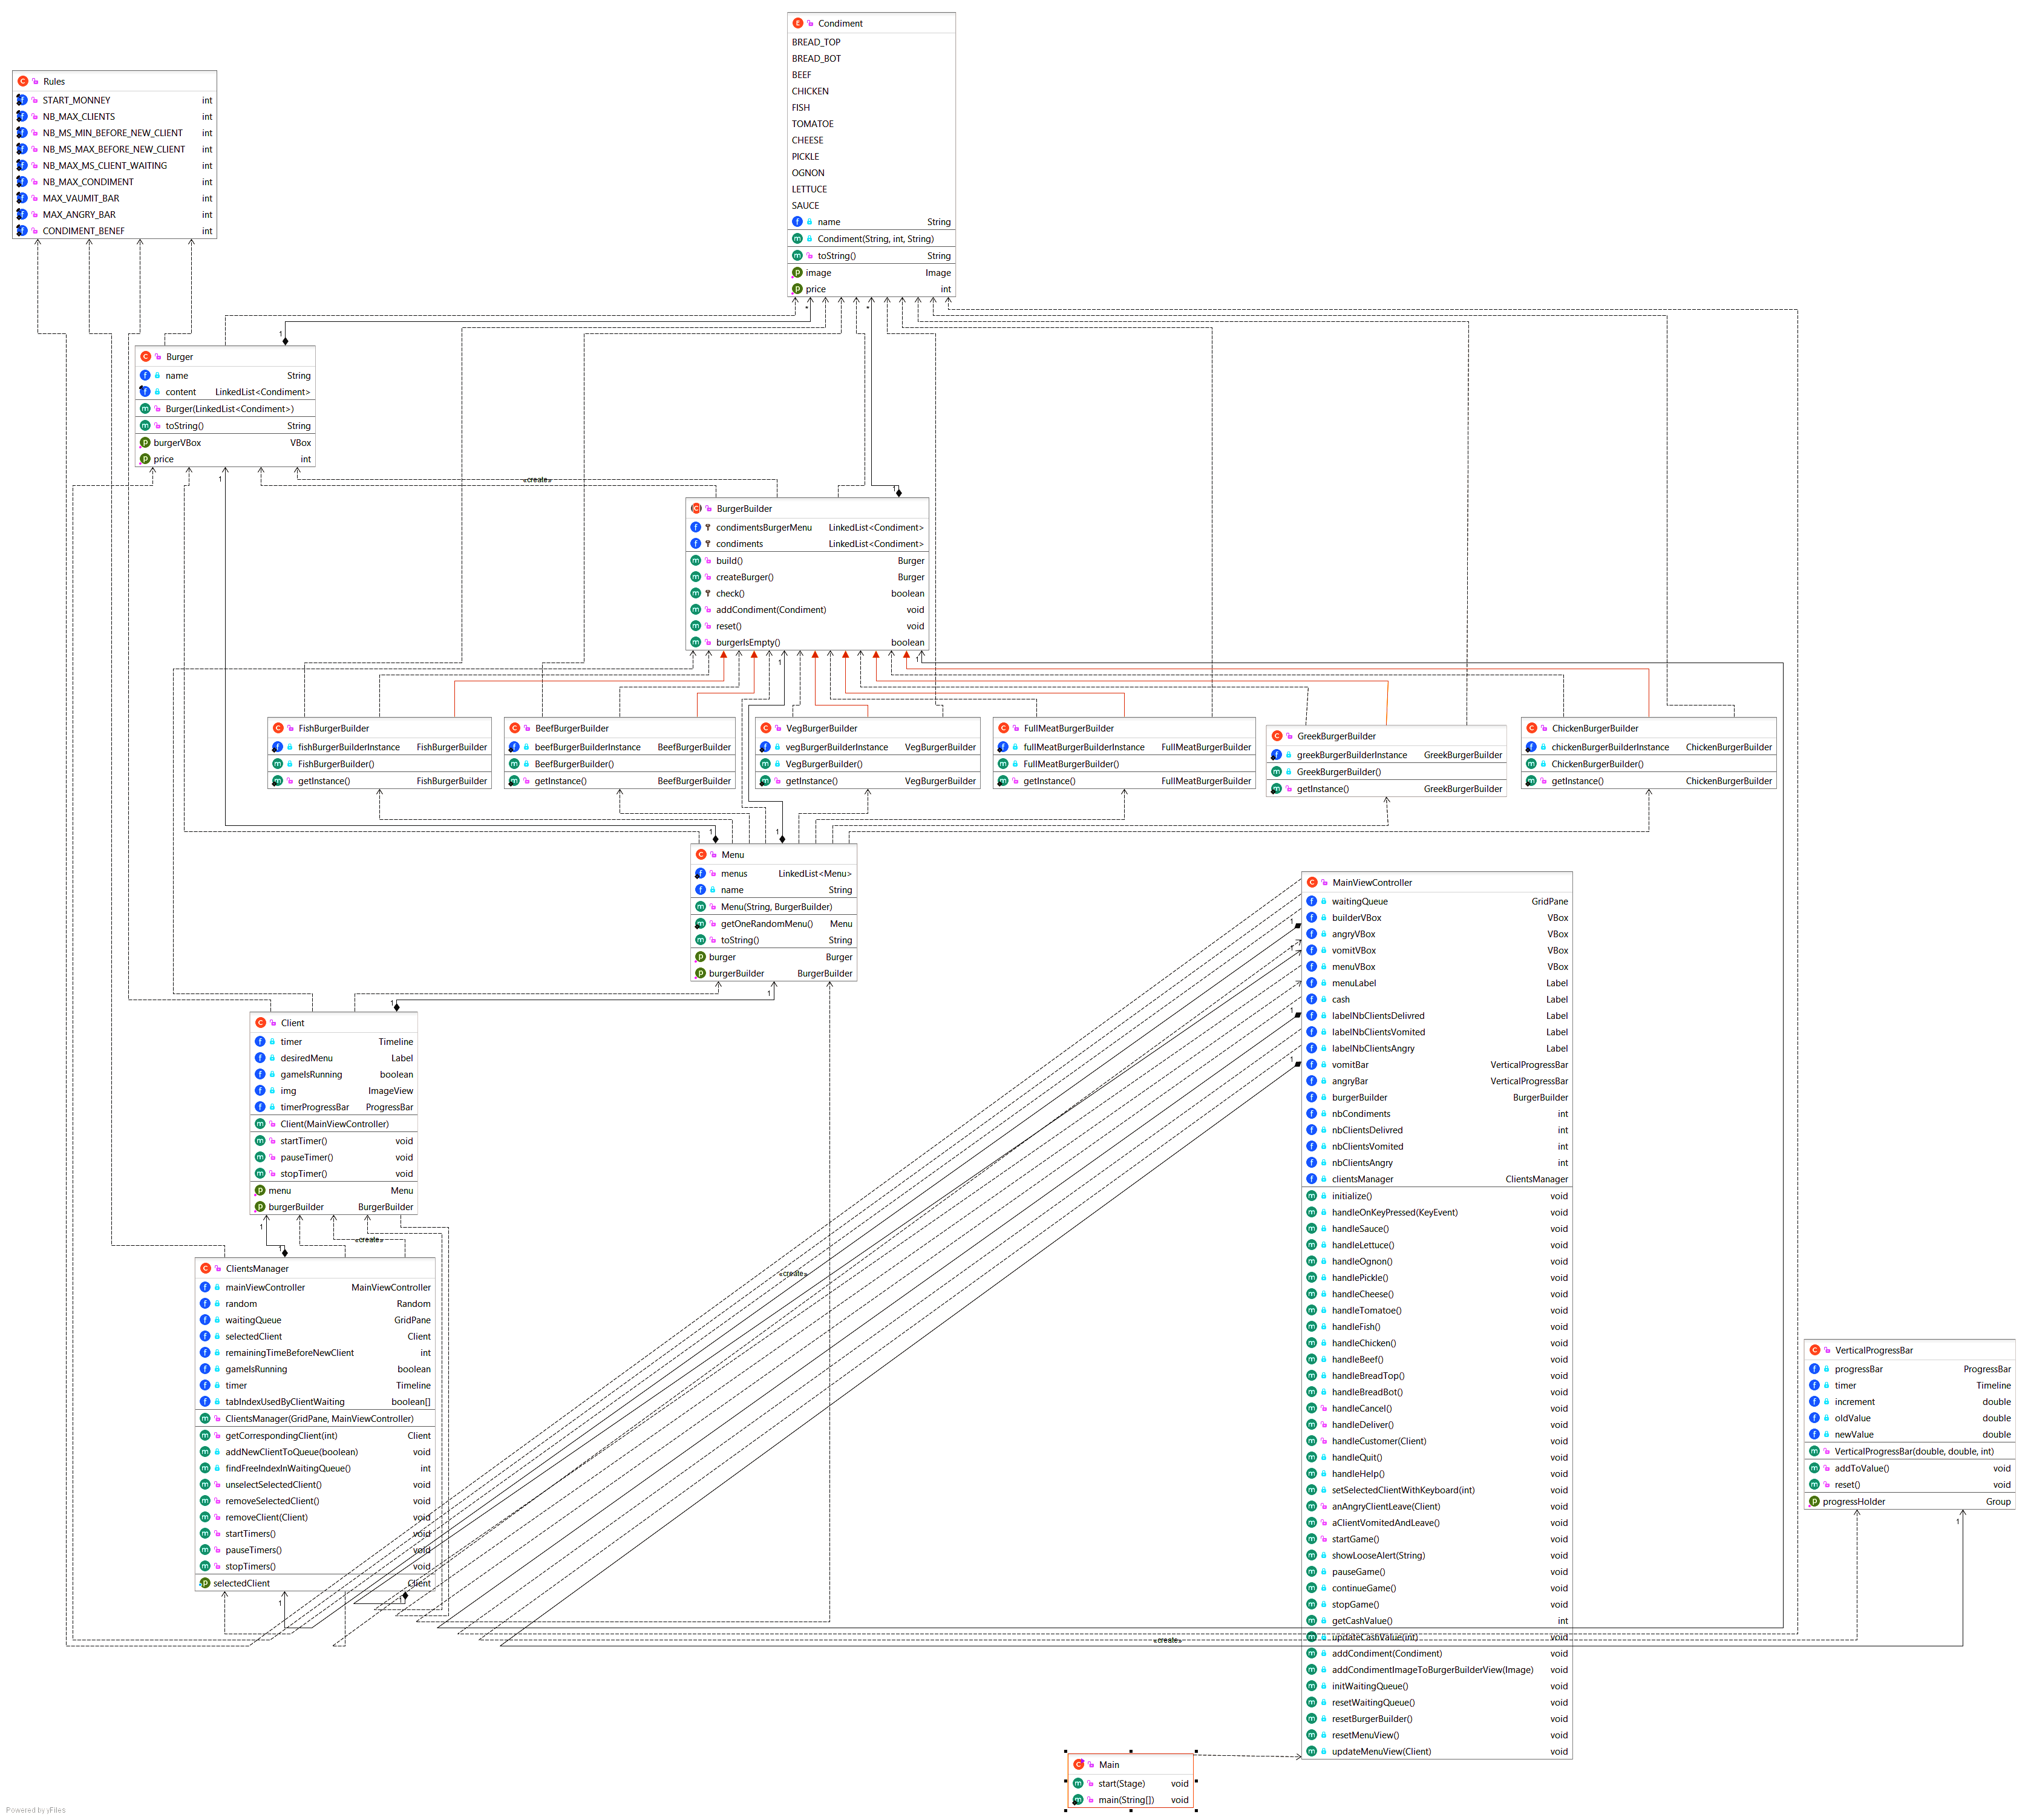 Condiment
BREAD_TOP
BREAD_BOT
BEEF
CHICKEN
FISH
TOMATOE
CHEESE
PICKLE
OGNON
LETTUCE
SAUCE
name String
Condiment(String, int, String)
toString() String
image Image
price int
Rules
START_MONNEY int
NB_MAX_CLIENTS int
NB_MS_MIN_BEFORE_NEW_CLIENT int
NB_MS_MAX_BEFORE_NEW_CLIENT int
NB_MAX_MS_CLIENT_WAITING int
NB_MAX_CONDIMENT int
MAX_VAUMIT_BAR int
MAX_ANGRY_BAR int
CONDIMENT_BENEF int
* *
1
Burger
name String
content LinkedList<Condiment>
Burger(LinkedList<Condiment>)
toString() String
burgerVBox VBox
price int
1
«create»
1
BurgerBuilder
condimentsBurgerMenu LinkedList<Condiment>
condiments LinkedList<Condiment>
build() Burger
createBurger() Burger
check() boolean
addCondiment(Condiment) void
reset() void
burgerIsEmpty() boolean
1 1
FishBurgerBuilder
fishBurgerBuilderInstance FishBurgerBuilder
FishBurgerBuilder()
getInstance() FishBurgerBuilder
BeefBurgerBuilder
beefBurgerBuilderInstance BeefBurgerBuilder
BeefBurgerBuilder()
getInstance() BeefBurgerBuilder
VegBurgerBuilder
vegBurgerBuilderInstance VegBurgerBuilder
VegBurgerBuilder()
getInstance() VegBurgerBuilder
FullMeatBurgerBuilder
fullMeatBurgerBuilderInstance FullMeatBurgerBuilder
FullMeatBurgerBuilder()
getInstance() FullMeatBurgerBuilder
GreekBurgerBuilder
greekBurgerBuilderInstance GreekBurgerBuilder
GreekBurgerBuilder()
getInstance() GreekBurgerBuilder
ChickenBurgerBuilder
chickenBurgerBuilderInstance ChickenBurgerBuilder
ChickenBurgerBuilder()
getInstance() ChickenBurgerBuilder
1 1
Menu
menus LinkedList<Menu>
name String
Menu(String, BurgerBuilder)
getOneRandomMenu() Menu
toString() String
burger Burger
burgerBuilder BurgerBuilder
1 1
Client
timer Timeline
desiredMenu Label
gameIsRunning boolean
img ImageView
timerProgressBar ProgressBar
Client(MainViewController)
startTimer() void
pauseTimer() void
stopTimer() void
menu Menu
burgerBuilder BurgerBuilder
1
«create»
1
ClientsManager
mainViewController MainViewController
random Random
waitingQueue GridPane
selectedClient Client
remainingTimeBeforeNewClient int
gameIsRunning boolean
timer Timeline
tabIndexUsedByClientWaiting boolean[]
ClientsManager(GridPane, MainViewController)
getCorrespondingClient(int) Client
addNewClientToQueue(boolean) void
findFreeIndexInWaitingQueue() int
unselectSelectedClient() void
removeSelectedClient() void
removeClient(Client) void
startTimers() void
pauseTimers() void
stopTimers() void
selectedClient Client
1 1
«create»
MainViewController
waitingQueue GridPane
builderVBox VBox
angryVBox VBox
vomitVBox VBox
menuVBox VBox
menuLabel Label
cash Label
labelNbClientsDelivred Label
labelNbClientsVomited Label
labelNbClientsAngry Label
vomitBar VerticalProgressBar
angryBar VerticalProgressBar
burgerBuilder BurgerBuilder
nbCondiments int
nbClientsDelivred int
nbClientsVomited int
nbClientsAngry int
clientsManager ClientsManager
initialize() void
handleOnKeyPressed(KeyEvent) void
handleSauce() void
handleLettuce() void
handleOgnon() void
handlePickle() void
handleCheese() void
handleTomatoe() void
handleFish() void
handleChicken() void
handleBeef() void
handleBreadTop() void
handleBreadBot() void
handleCancel() void
handleDeliver() void
handleCustomer(Client) void
handleQuit() void
handleHelp() void
setSelectedClientWithKeyboard(int) void
anAngryClientLeave(Client) void
aClientVomitedAndLeave() void
startGame() void
showLooseAlert(String) void
pauseGame() void
continueGame() void
stopGame() void
getCashValue() int
updateCashValue(int) void
addCondiment(Condiment) void
addCondimentImageToBurgerBuilderView(Image) void
initWaitingQueue() void
resetWaitingQueue() void
resetBurgerBuilder() void
resetMenuView() void
updateMenuView(Client) void
1
1
1
1
«create»
VerticalProgressBar
progressBar ProgressBar
timer Timeline
increment double
oldValue double
newValue double
VerticalProgressBar(double, double, int)
addToValue() void
reset() void
progressHolder Group
1
Main
start(Stage) void
main(String[]) void
Powered by yFiles